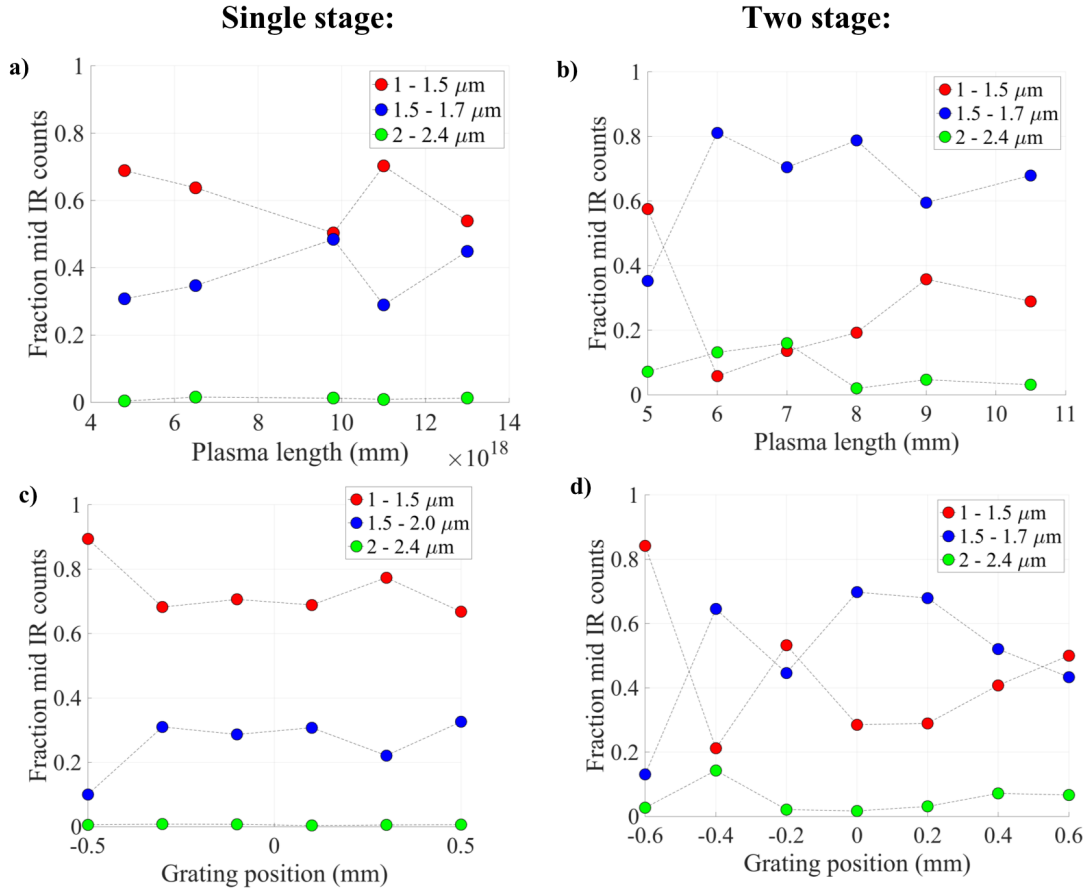 Single stage:
Two stage:
a)
1 - 1.5 μm
1.5 - 1.7 μm
2 - 2.4 μm
Fraction mid IR counts
1
0.8
0.6
0.4
0.2
0
4
6
8
10
12
14
Plasma length (mm)
×10^18
b)
1 - 1.5 μm
1.5 - 1.7 μm
2 - 2.4 μm
Fraction mid IR counts
1
0.8
0.6
0.4
0.2
0
5
6
7
8
9
10
11
Plasma length (mm)
c)
1 - 1.5 μm
1.5 - 2.0 μm
2 - 2.4 μm
Fraction mid IR counts
1
0.8
0.6
0.4
0.2
0
-0.5
0
0.5
Grating position (mm)
d)
1 - 1.5 μm
1.5 - 1.7 μm
2 - 2.4 μm
Fraction mid IR counts
1
0.8
0.6
0.4
0.2
0
-0.6
-0.4
-0.2
0
0.2
0.4
0.6
Grating position (mm)